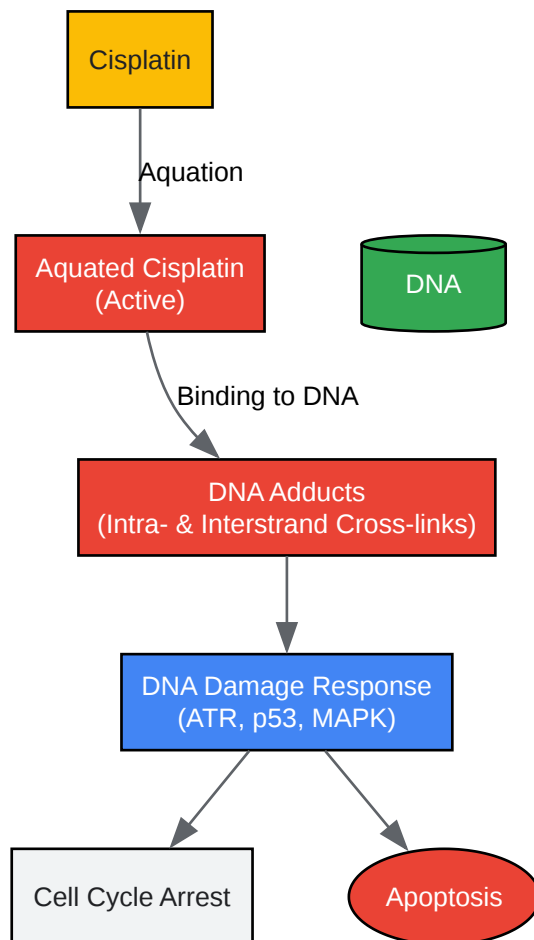 Cisplatin
Aquation
Aquated Cisplatin
(Active)
DNA
Binding to DNA
DNA Adducts
(Intra- & Interstrand Cross-links)
DNA Damage Response
(ATR, p53, MAPK)
Cell Cycle Arrest
Apoptosis